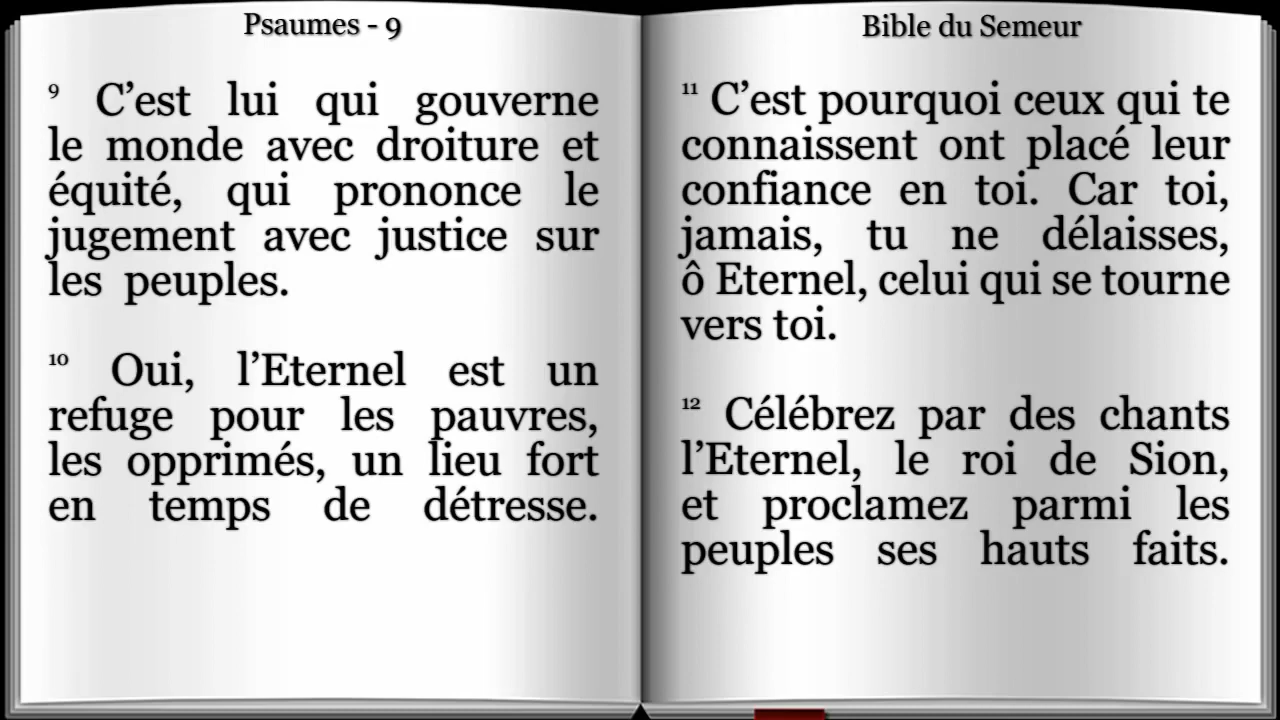 Psaumes - 9
9 C’est lui qui gouverne
le monde avec droiture et
équité, qui prononce le
jugement avec justice sur
les peuples.
10 Oui, l’Eternel est un
refuge pour les pauvres,
les opprimés, un lieu fort
en temps de détresse.
Bible du Semeur
11 C’est pourquoi ceux qui te
connaissent ont placé leur
confiance en toi. Car toi,
jamais, tu ne délaisses,
ô Eternel, celui qui se tourne
vers toi.
12 Célébrez par des chants
l’Eternel, le roi de Sion,
et proclamez parmi les
peuples ses hauts faits.